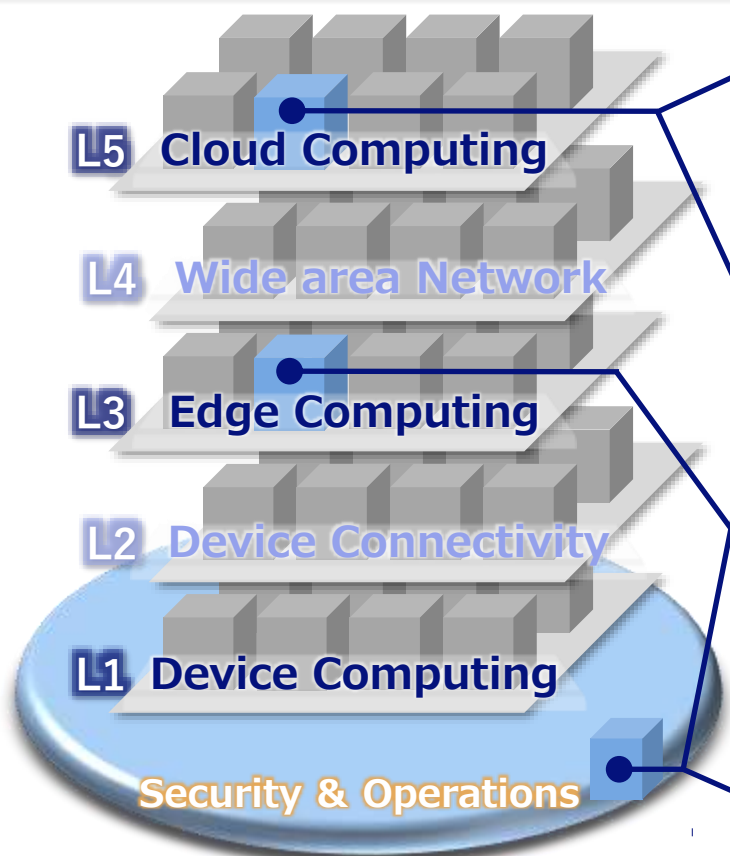 L5 Cloud Computing
L4 Wide area Network
L3 Edge Computing
L2 Device Connectivity
L1 Device Computing
Security & Operations